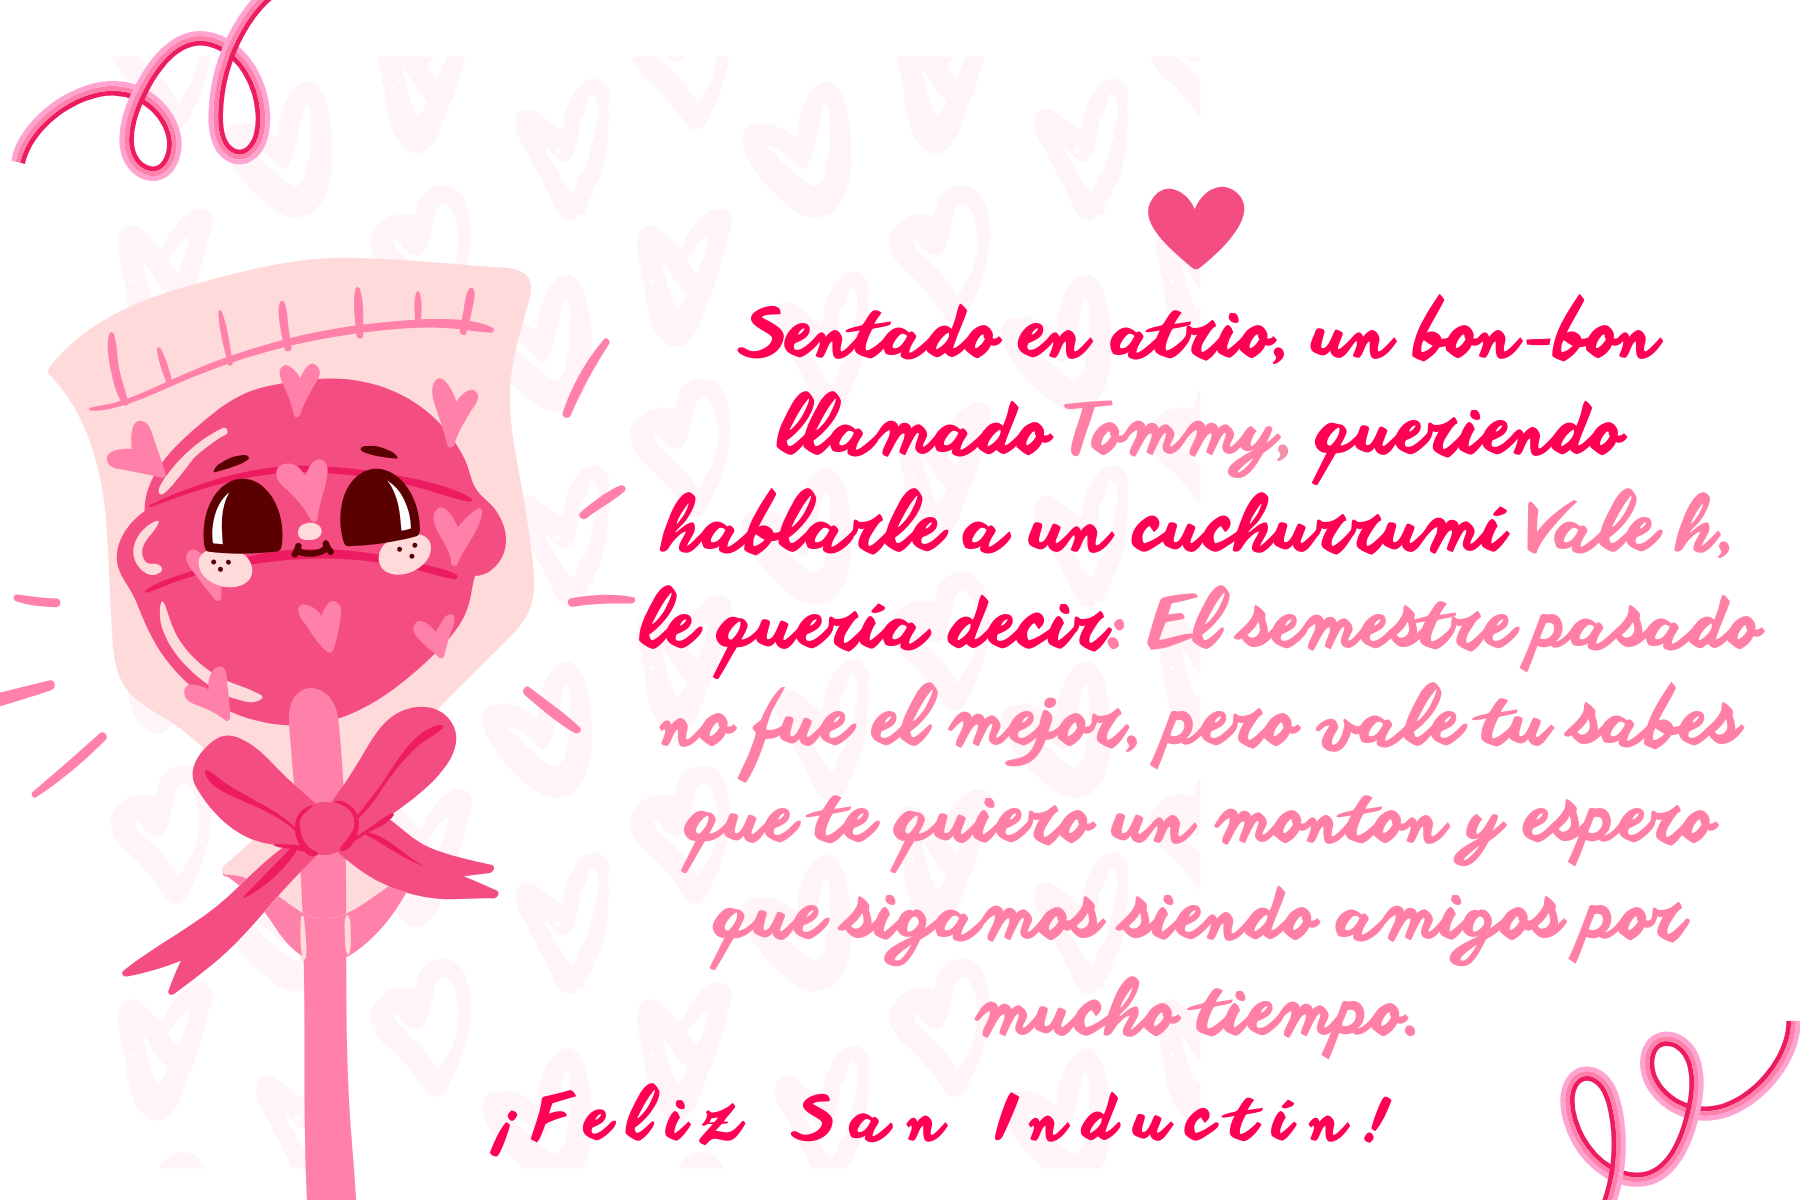 Sentado en atrio, un bon-bon
llamado Tommy, queriendo
hablarle a un cuchurrumí Vale h,
le quería decir: El semestre pasado
no fue el mejor, pero vale tu sabes
que te quiero un monton y espero
que sigamos siendo amigos por
mucho tiempo.
¡Feliz San Inductín!